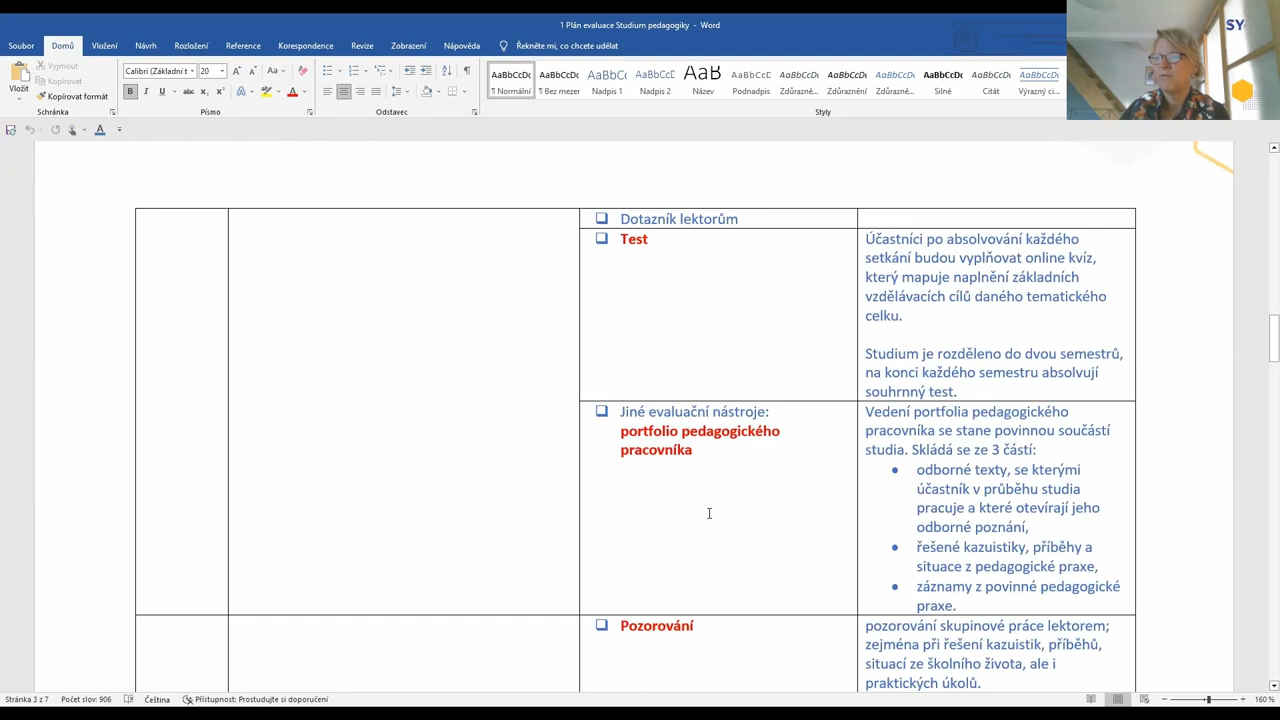 1 Plán evaluace Studium pedagogiky - Word
SY
Soubor Domů Vložení Návrh Rozložení Reference Korespondence Revize Zobrazení Nápověda Řekněte mi, co chcete udělat
Vložit
Vyjmout
Kopírovat
Kopírovat formát
Schránka
Calibri (Základní t 20
Písmo
Odstavec
AaBbCcDc AaBbCcDc AaBbCc AaBbCcD AaB AaBbCcD AaBbCcDc AaBbCcDc AaBbCcDc AaBbCcDc AaBbCcDc AaBbCcDc
¶ Normální ¶ Bez mezer Nadpis 1 Nadpis 2 Název Podnadpis Zdůrazně... Zdůraznění Zdůrazně... Silné Citát Výrazný ci...
Styly
Dotazník lektorům
Test
Účastníci po absolvování každého
setkání budou vyplňovat online kvíz,
který mapuje naplnění základních
vzdělávacích cílů daného tematického
celku.
Studium je rozděleno do dvou semestrů,
na konci každého semestru absolvují
souhrnný test.
Jiné evaluační nástroje:
portfolio pedagogického
pracovníka
Vedení portfolia pedagogického
pracovníka se stane povinnou součástí
studia. Skládá se ze 3 částí:
• odborné texty, se kterými
účastník v průběhu studia
pracuje a které otevírají jeho
odborné poznání,
• řešené kazuistiky, příběhy a
situace z pedagogické praxe,
• záznamy z povinné pedagogické
praxe.
Pozorování
pozorování skupinové práce lektorem;
zejména při řešení kazuistik, příběhů,
situací ze školního života, ale i
praktických úkolů.
Stránka 3 z 7 Počet slov: 906 Čeština Přístupnost: Prostudujte si doporučení 160 %